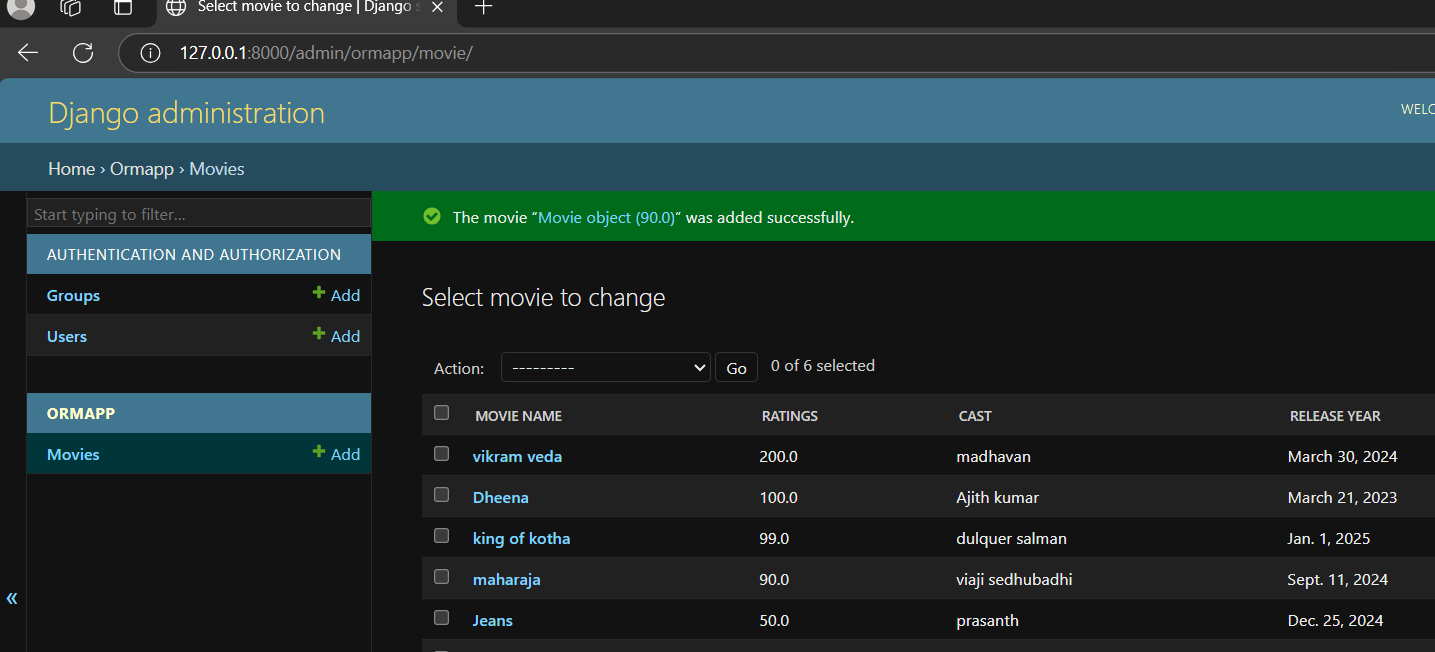 Select movie to change | Django s
127.0.0.1:8000/admin/ormapp/movie/
Django administration
WELC
Home › Ormapp › Movies
Start typing to filter...
The movie “Movie object (90.0)” was added successfully.
AUTHENTICATION AND AUTHORIZATION
Groups + Add
Users + Add
ORMAPP
Movies + Add
«
Select movie to change
Action: --------- Go 0 of 6 selected
MOVIE NAME RATINGS CAST RELEASE YEAR
vikram veda 200.0 madhavan March 30, 2024
Dheena 100.0 Ajith kumar March 21, 2023
king of kotha 99.0 dulquer salman Jan. 1, 2025
maharaja 90.0 viaji sedhubadhi Sept. 11, 2024
Jeans 50.0 prasanth Dec. 25, 2024